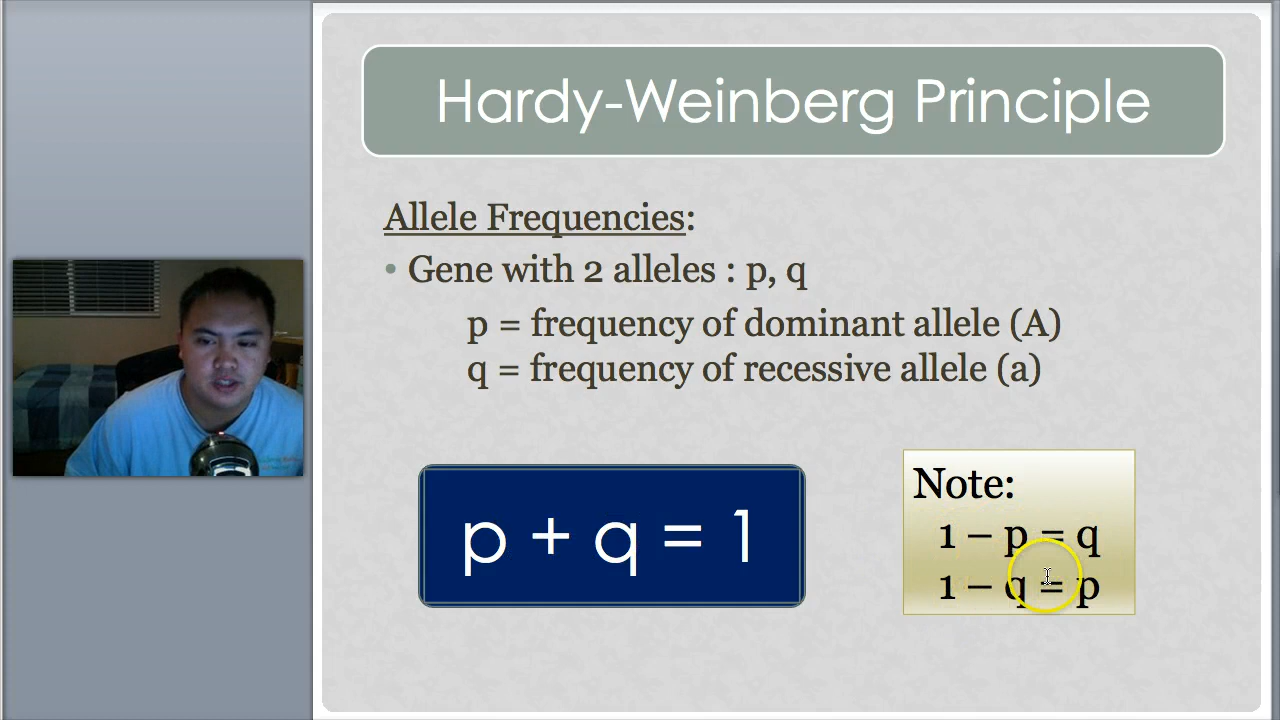 Hardy-Weinberg Principle
Allele Frequencies:
• Gene with 2 alleles : p, q
p = frequency of dominant allele (A)
q = frequency of recessive allele (a)
p + q = 1
Note:
1 – p = q
1 – q = p